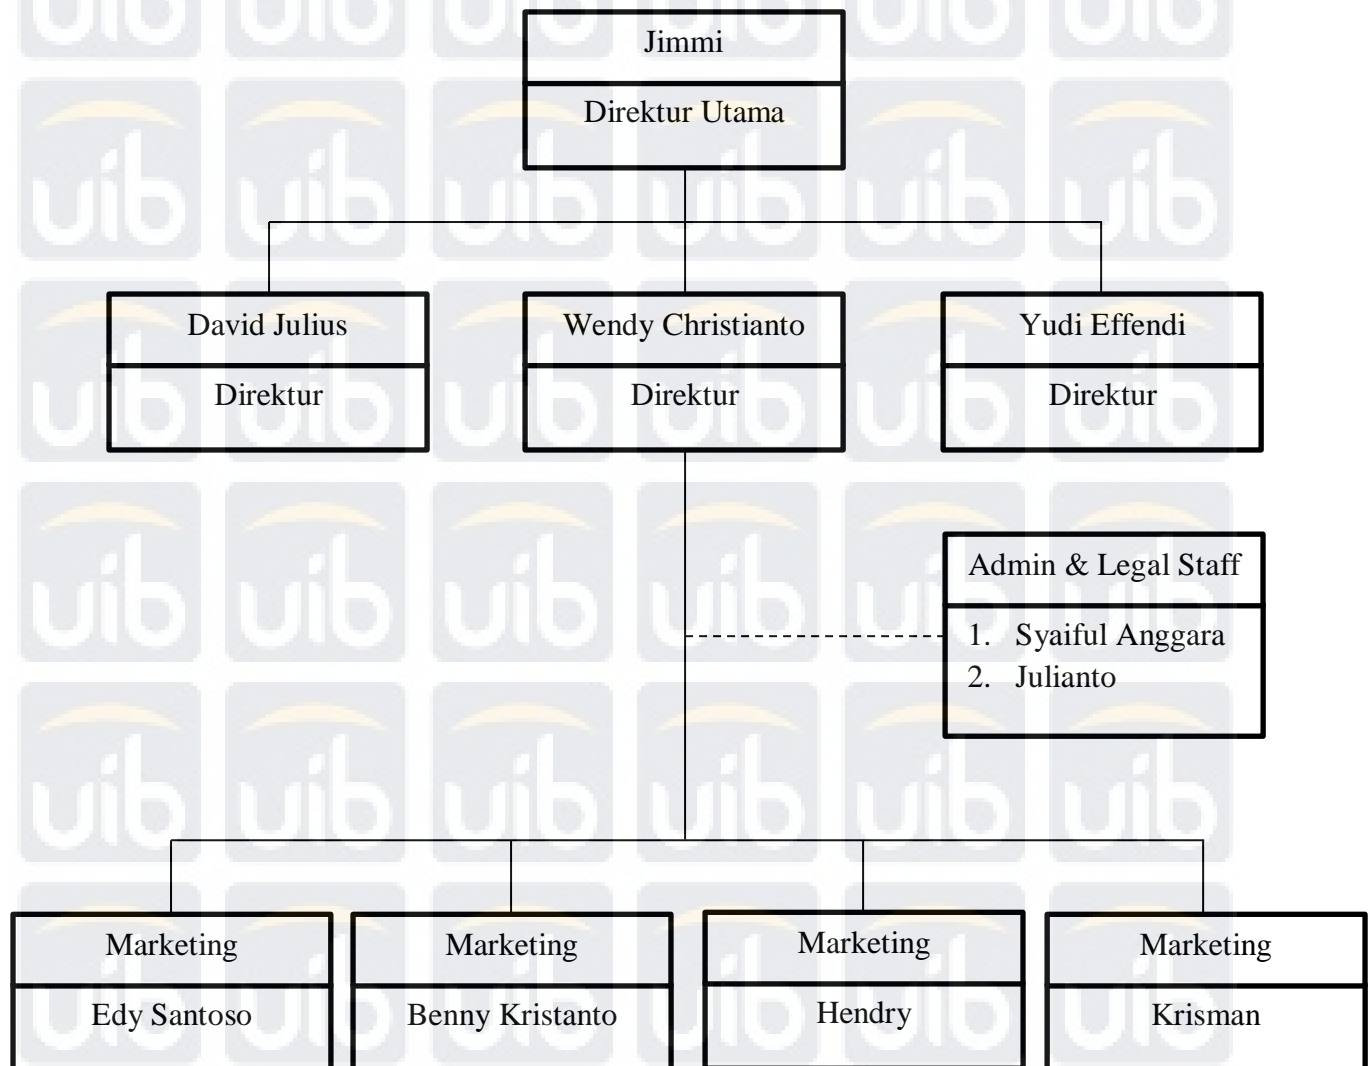 Jimmi
Direktur Utama
David Julius
Direktur
Wendy Christianto
Direktur
Yudi Effendi
Direktur
Admin & Legal Staff
1. Syaiful Anggara
2. Julianto
Marketing
Edy Santoso
Marketing
Benny Kristanto
Marketing
Hendry
Marketing
Krisman
uib